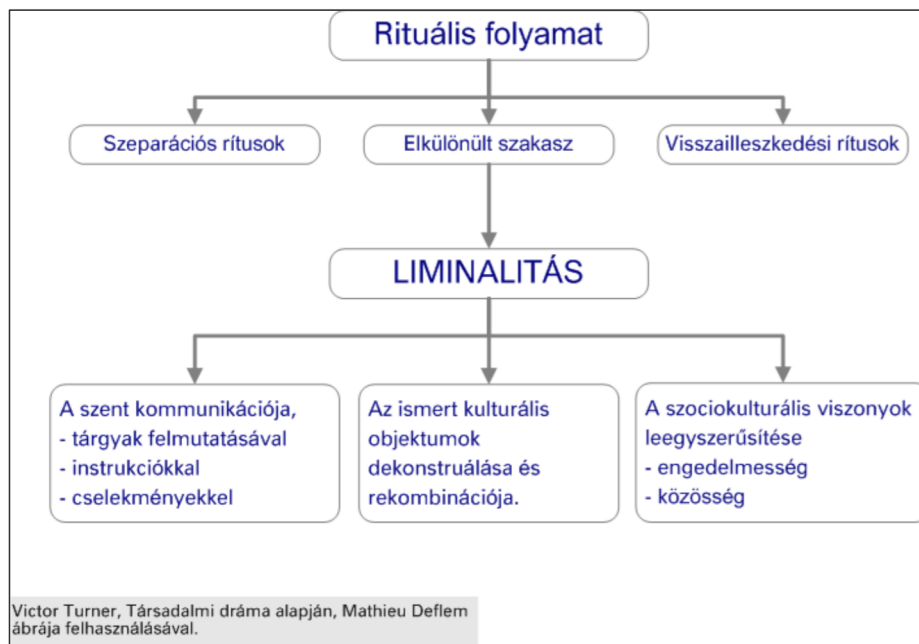 Rituális folyamat
Szeparációs rítusok
Elkülönült szakasz
Visszailleszkedési rítusok
LIMINALITÁS
A szent kommunikációja,
- tárgyak felmutatásával
- instrukciókkal
- cselekményekkel
Az ismert kulturális
objektumok
dekonstruálása és
rekombinációja.
A szociokulturális viszonyok
leegyszerűsítése
- engedelmesség
- közösség
Victor Turner, Társadalmi dráma alapján, Mathieu Deflem
ábrája felhasználásával.